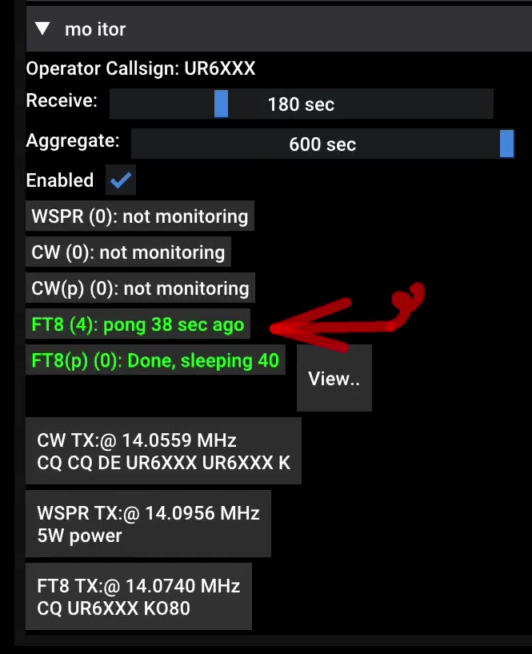 mo itor
Operator Callsign: UR6XXX
Receive: 180 sec
Aggregate: 600 sec
Enabled
WSPR (0): not monitoring
CW (0): not monitoring
CW(p) (0): not monitoring
FT8 (4): pong 38 sec ago
FT8(p) (0): Done, sleeping 40
View..
CW TX:@ 14.0559 MHz
CQ CQ DE UR6XXX UR6XXX K
WSPR TX:@ 14.0956 MHz
5W power
FT8 TX:@ 14.0740 MHz
CQ UR6XXX KO80